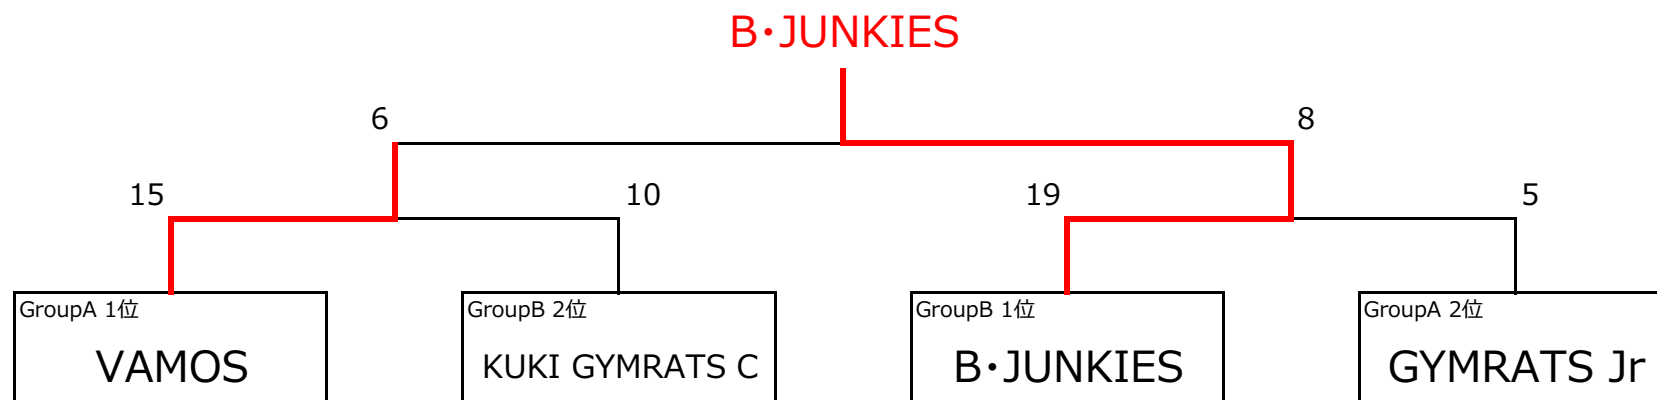 B・JUNKIES
6
8
15
10
19
5
GroupA 1位
GroupB 2位
GroupB 1位
GroupA 2位
VAMOS
KUKI GYMRATS C
B・JUNKIES
GYMRATS Jr